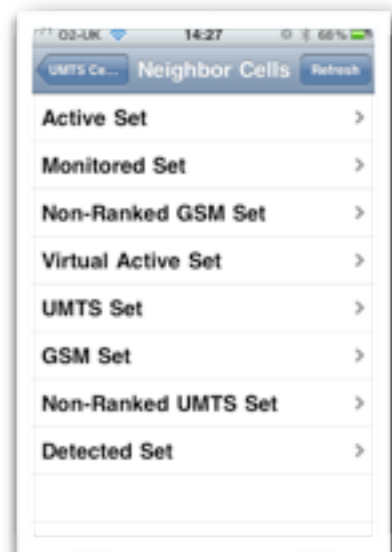 O2-UK 14:27 68%
UMTS Ce... Neighbor Cells Refresh
Active Set
Monitored Set
Non-Ranked GSM Set
Virtual Active Set
UMTS Set
GSM Set
Non-Ranked UMTS Set
Detected Set